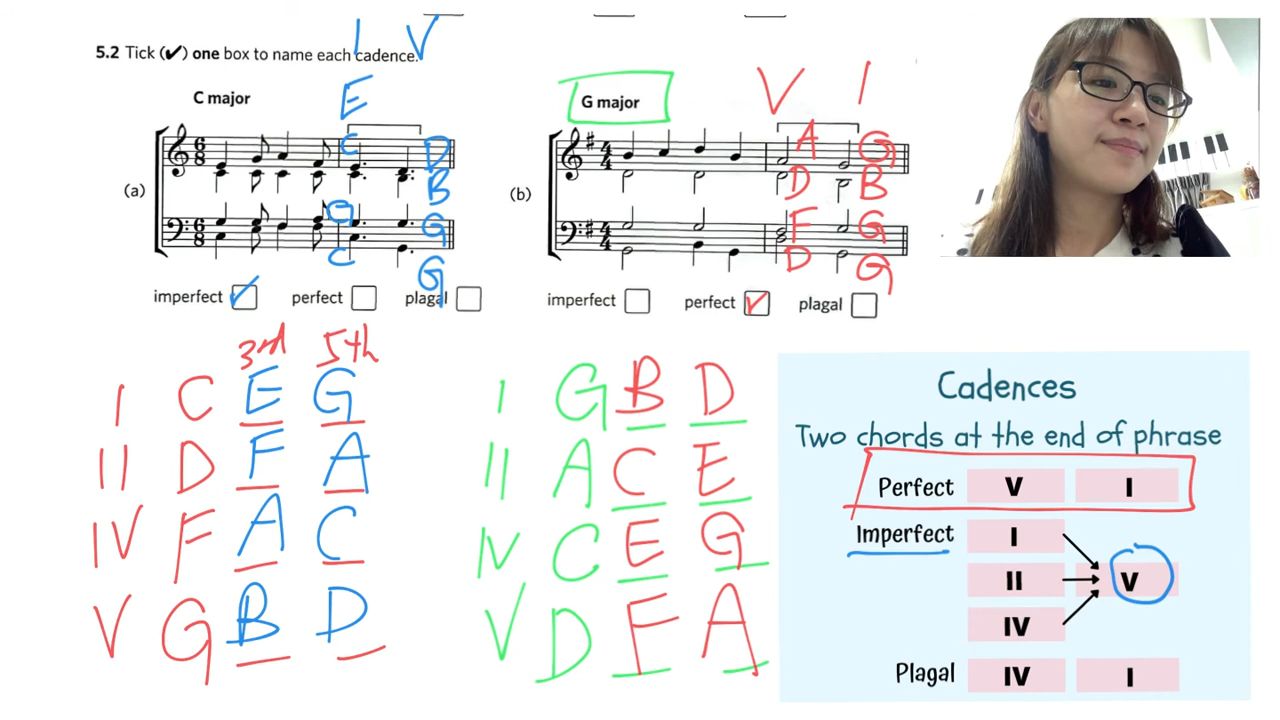 I V
5.2 Tick (✔) one box to name each cadence.
E
C major
C D
B
(a)
G G
C G
imperfect ✓ perfect plagal
V I
G major
A G
D B
(b)
F G
D G
imperfect perfect ✓ plagal
3rd 5th
I C E G
II D F A
IV F A C
V G B D
I G B D
II A C E
IV C E G
V D F A
Cadences
Two chords at the end of phrase
Perfect V I
Imperfect I
II V
IV
Plagal IV I